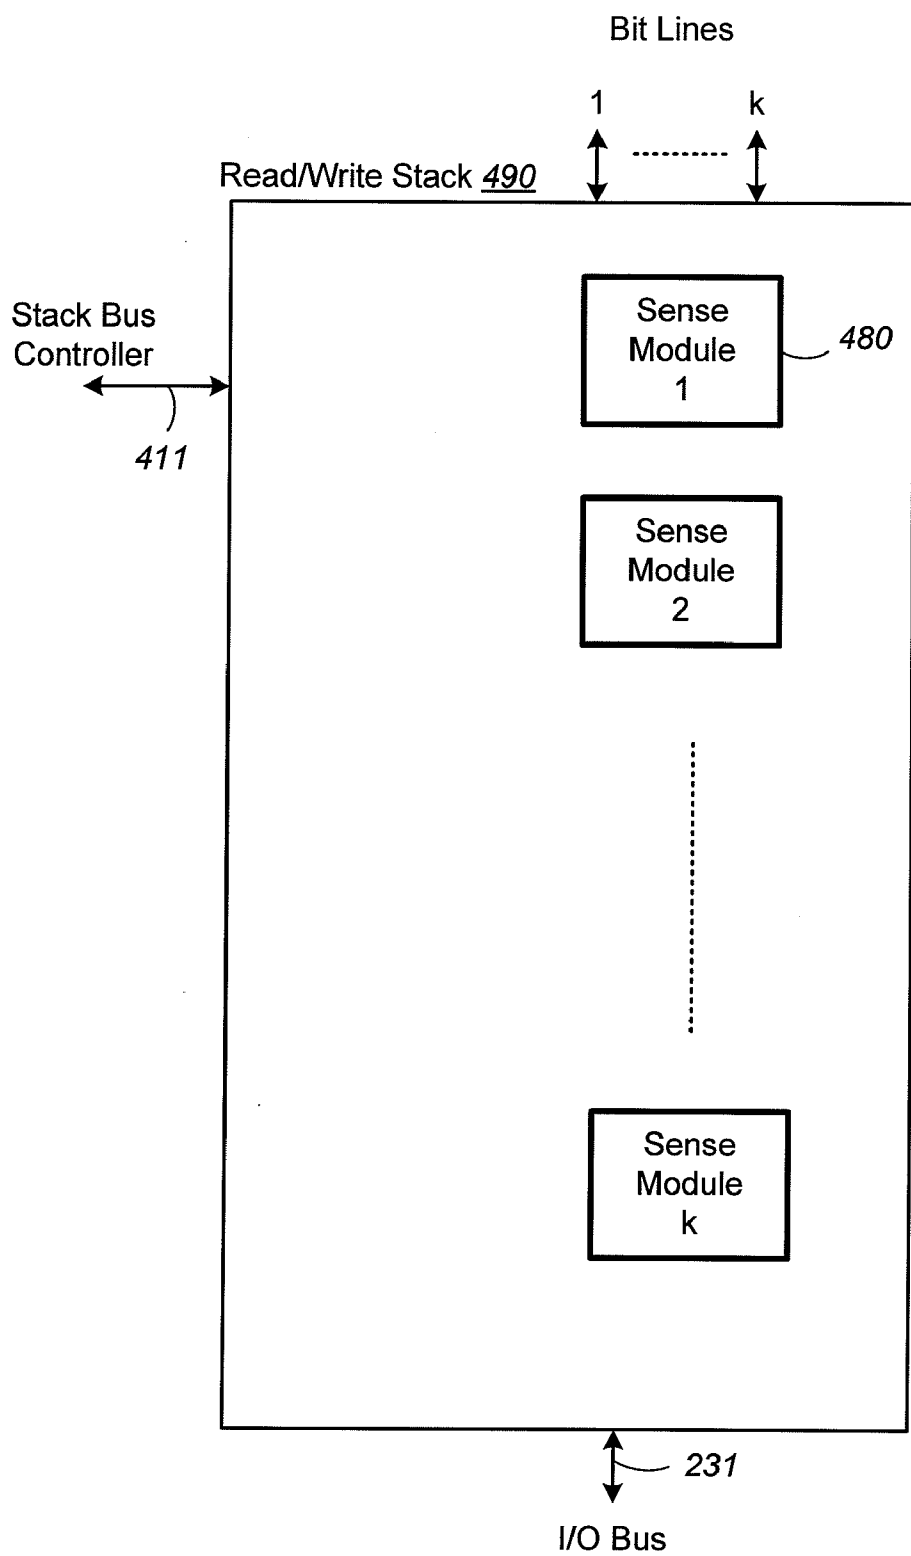 Bit Lines
1 k
Read/Write Stack 490
Stack Bus
Controller
411
Sense
Module
1
480
Sense
Module
2
Sense
Module
k
231
I/O Bus